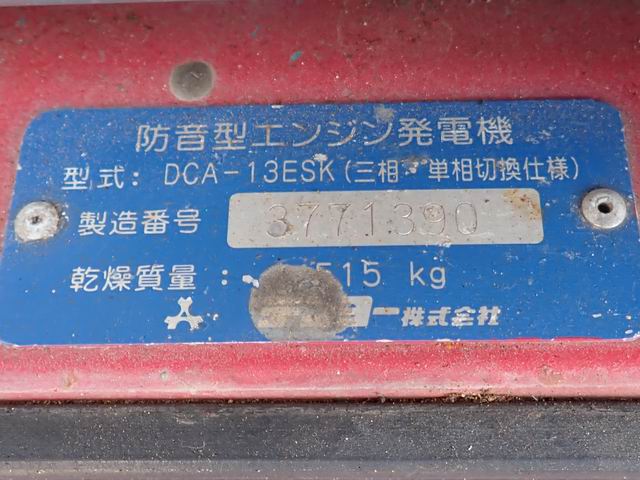 防音型エンジン発電機
型式: DCA-13ESK(三相・単相切換仕様)
製造番号 3771390
乾燥質量: 515 kg
ー株式会社